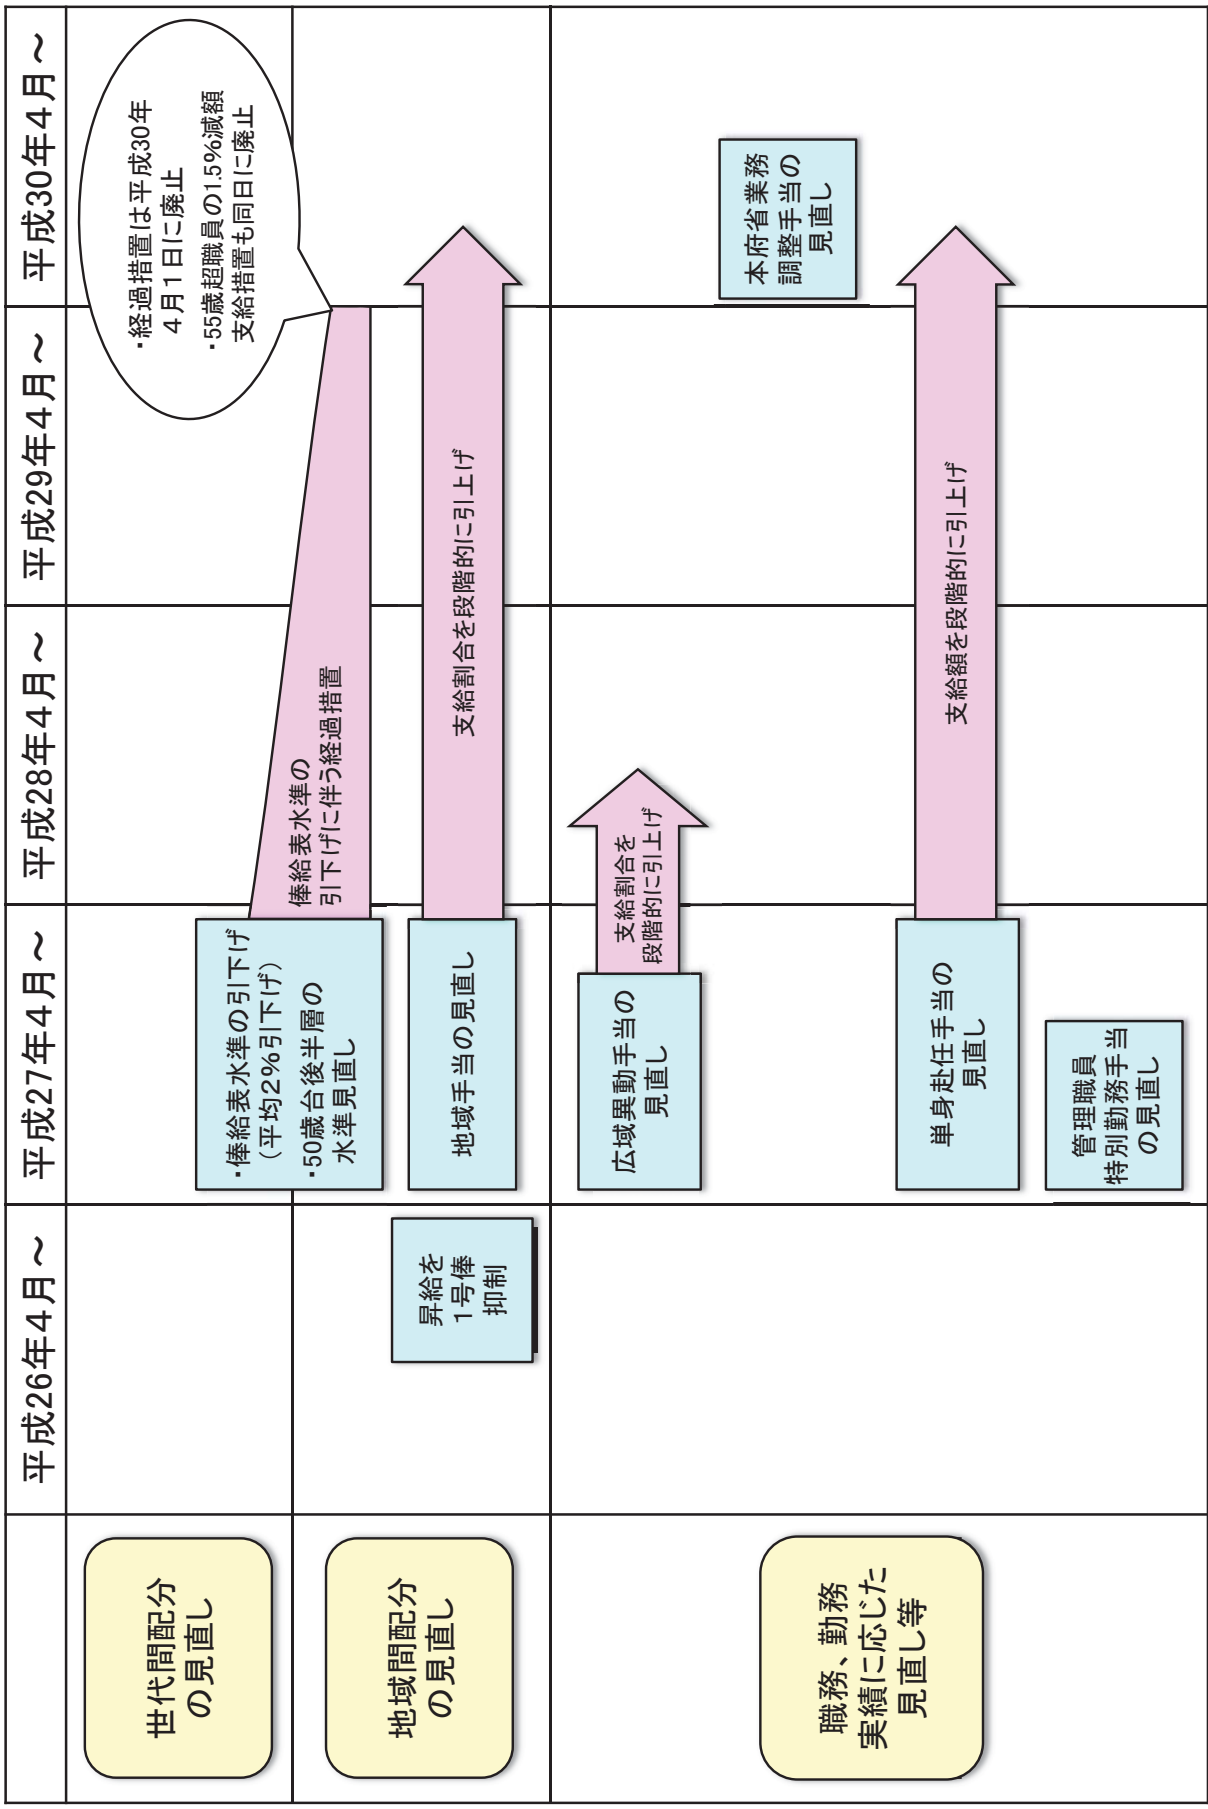 平成26年4月～
平成27年4月～
平成28年4月～
平成29年4月～
平成30年4月～
世代間配分
の見直し
・俸給表水準の引下げ
（平均2％引下げ）
・50歳台後半層の
水準見直し
俸給表水準の
引下げに伴う経過措置
・経過措置は平成30年
4月1日に廃止
・55歳超職員の1.5％減額
支給措置も同日に廃止
地域間配分
の見直し
昇給を
1号俸
抑制
地域手当の見直し
支給割合を段階的に引上げ
職務、勤務
実績に応じた
見直し等
広域異動手当の
見直し
支給割合を
段階的に引上げ
本府省業務
調整手当の
見直し
単身赴任手当の
見直し
支給額を段階的に引上げ
管理職員
特別勤務手当
の見直し